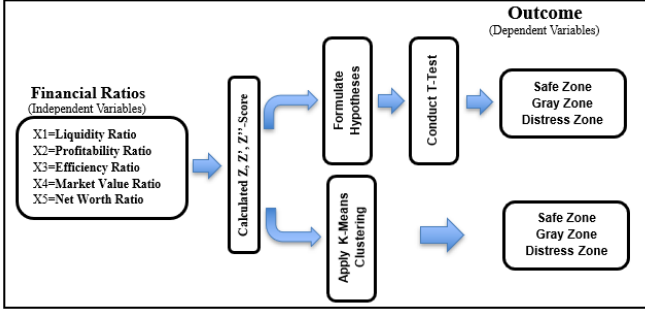 Outcome
(Dependent Variables)
Financial Ratios
(Independent Variables)
X1=Liquidity Ratio
X2=Profitability Ratio
X3=Efficiency Ratio
X4=Market Value Ratio
X5=Net Worth Ratio
Calculated Z, Z', Z''-Score
Formulate
Hypotheses
Conduct T-Test
Safe Zone
Gray Zone
Distress Zone
Apply K-Means
Clustering
Safe Zone
Gray Zone
Distress Zone